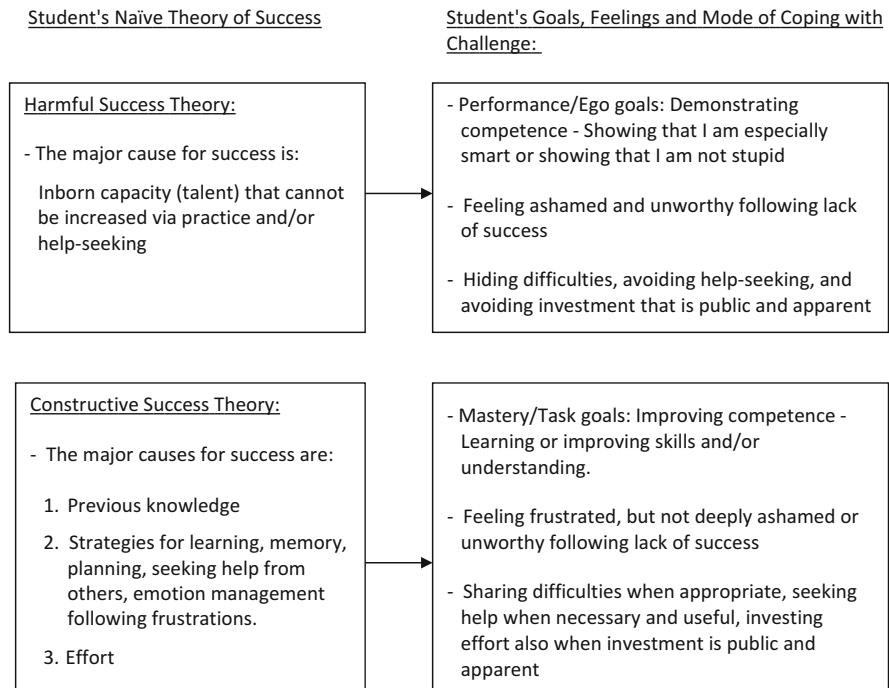 Student's Naïve Theory of Success
Student's Goals, Feelings and Mode of Coping with
Challenge:
Harmful Success Theory:
- The major cause for success is:
Inborn capacity (talent) that cannot
be increased via practice and/or
help-seeking
- Performance/Ego goals: Demonstrating
competence - Showing that I am especially
smart or showing that I am not stupid
- Feeling ashamed and unworthy following lack
of success
- Hiding difficulties, avoiding help-seeking, and
avoiding investment that is public and apparent
Constructive Success Theory:
- The major causes for success are:
1. Previous knowledge
2. Strategies for learning, memory,
planning, seeking help from
others, emotion management
following frustrations.
3. Effort
- Mastery/Task goals: Improving competence -
Learning or improving skills and/or
understanding.
- Feeling frustrated, but not deeply ashamed or
unworthy following lack of success
- Sharing difficulties when appropriate, seeking
help when necessary and useful, investing
effort also when investment is public and
apparent